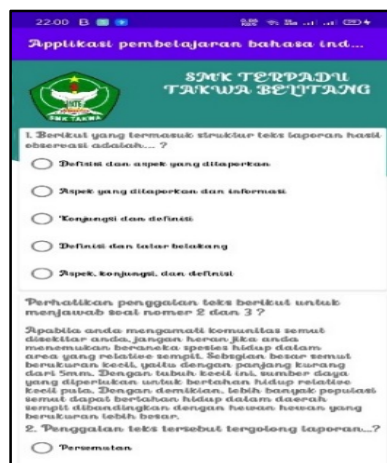 22.00
Applikasi pembelajaran bahasa ind...
SMK TERPADU
TAKWA BELITANG
SMK TAKWA
1. Berikut yang termasuk struktur teks laporan hasil
observasi adalah... ?
Definisi dan aspek yang dilaporkan
Aspek yang dilaporkan dan informasi
Konjungsi dan definisi
Definisi dan latar belakang
Aspek, konjungsi, dan definisi
Perhatikan penggalan teks berikut untuk
menjawab soal nomer 2 dan 3 ?
Apabila anda mengamati komunitas semut
disekitar anda, jangan heran jika anda
menemukan beraneka spesies hidup dalam
area yang relative sempit. Sebagian besar semut
berukuran kecil, yaitu dengan panjang kurang
dari 5mm. Dengan tubuh kecil ini, sumber daya
yang diperlukan untuk bertahan hidup relative
kecil pula. Dengan demikian, lebih banyak populasi
semut dapat bertahan hidup dalam daerah
sempit dibandingkan dengan hewan hewan yang
berukuran lebih besar.
2. Penggalan teks tersebut tergolong laporan...?
Persematan